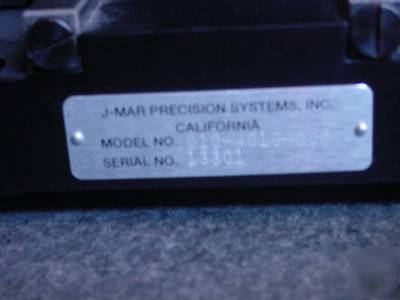 J-MAR PRECISION SYSTEMS, INC.
CALIFORNIA
MODEL NO.
SERIAL NO. 13301